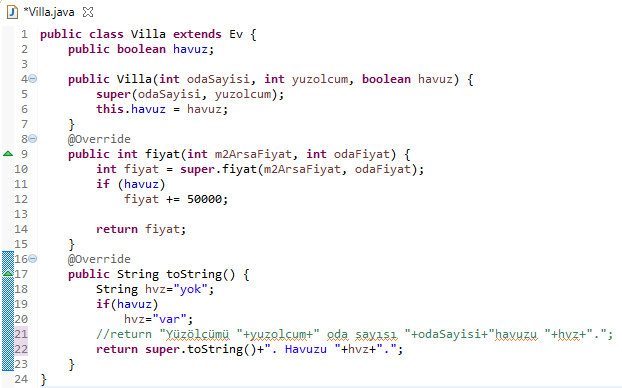 *Villa.java
1 public class Villa extends Ev {
2 public boolean havuz;
3
4 public Villa(int odaSayisi, int yuzolcum, boolean havuz) {
5 super(odaSayisi, yuzolcum);
6 this.havuz = havuz;
7 }
8 @Override
9 public int fiyat(int m2ArsaFiyat, int odaFiyat) {
10 int fiyat = super.fiyat(m2ArsaFiyat, odaFiyat);
11 if (havuz)
12 fiyat += 50000;
13
14 return fiyat;
15 }
16 @Override
17 public String toString() {
18 String hvz="yok";
19 if(havuz)
20 hvz="var";
21 //return "Yüzölcümü "+yuzolcum+" oda sayısı "+odaSayisi+"havuzu "+hvz+".";
22 return super.toString()+". Havuzu "+hvz+".";
23 }
24 }